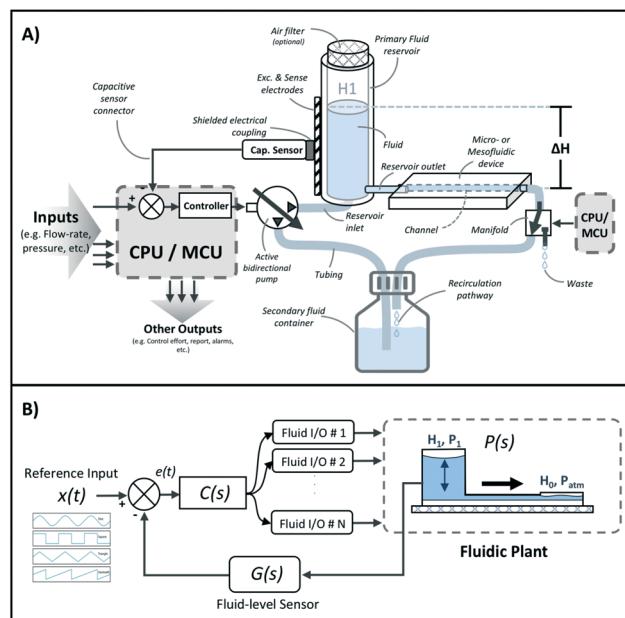 A)
Air filter
(optional)
Primary Fluid
reservoir
Exc. & Sense
electrodes
H1
Capacitive
sensor
connector
Shielded electrical
coupling
Fluid
Micro- or
Mesofluidic
device
ΔH
Cap. Sensor
Reservoir outlet
-
+
Controller
Inputs
(e.g. Flow-rate,
pressure, etc.)
CPU / MCU
Reservoir
inlet
Channel
Manifold
CPU/
MCU
Active
bidirectional
pump
Tubing
Waste
Recirculation
pathway
Secondary fluid
container
Other Outputs
(e.g. Control effort, report, alarms,
etc.)
B)
Fluid I/O # 1
Fluid I/O # 2
Fluid I/O # N
H₁, P₁
P(s)
H₀, Pₐₜₘ
Reference Input
x(t)
e(t)
+
-
C(s)
Fluidic Plant
G(s)
Fluid-level Sensor